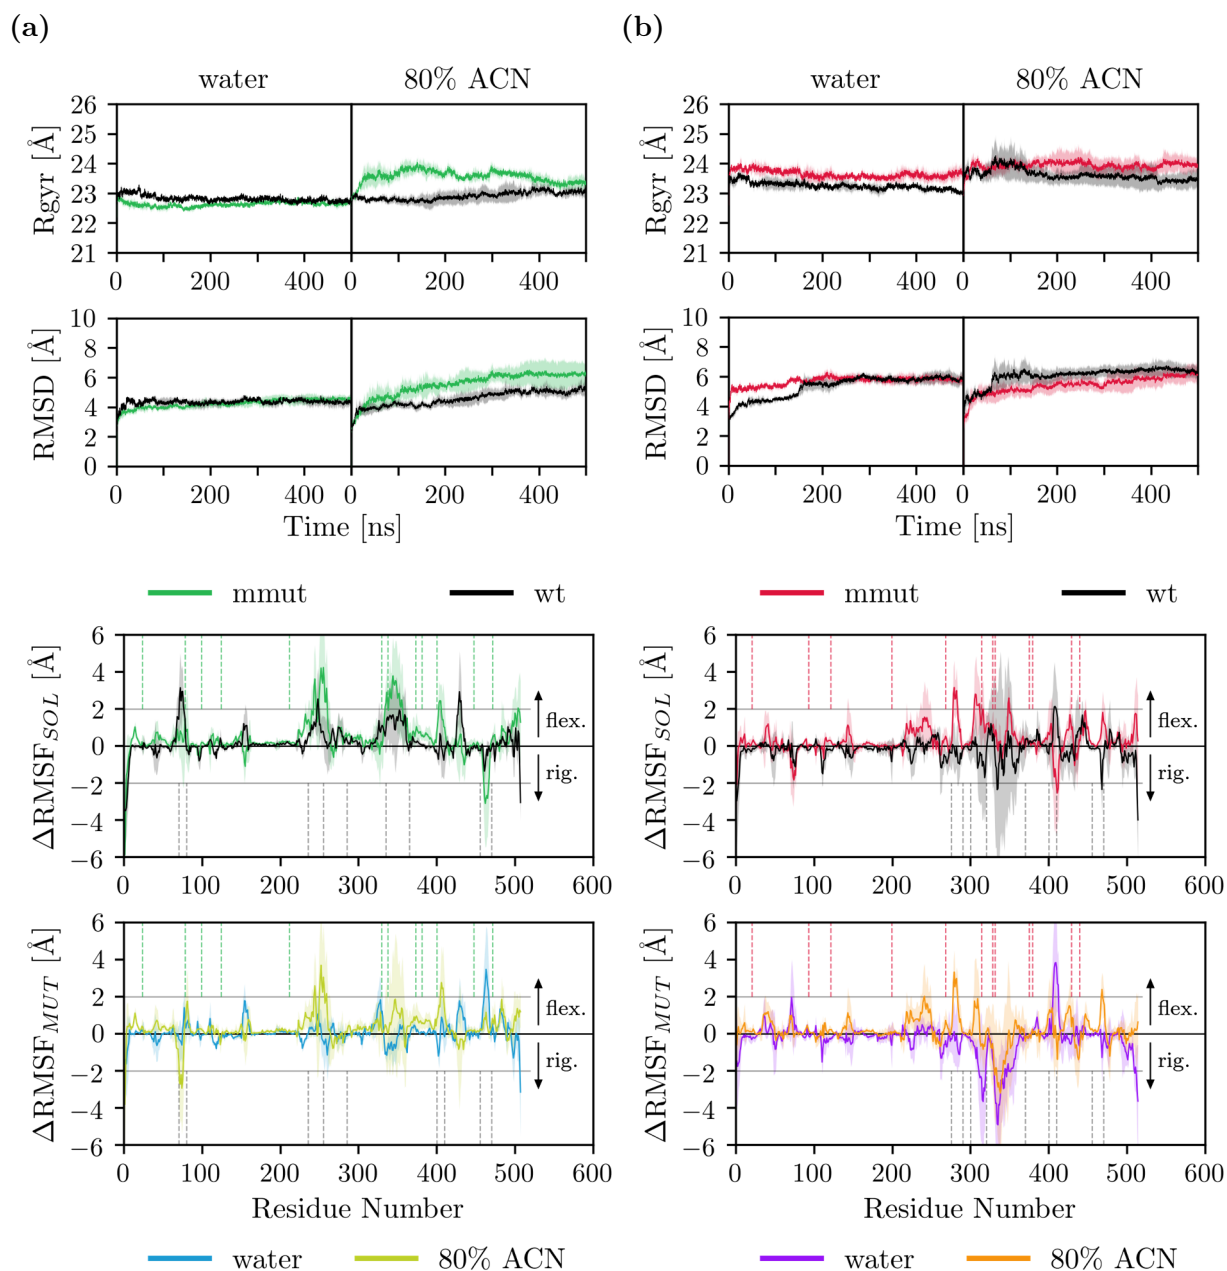 (a) (b)
water 80% ACN water 80% ACN
Rgyr [Å] Rgyr [Å]
26 25 24 23 22 21
26 25 24 23 22 21
0 200 400 0 200 400
0 200 400 0 200 400
RMSD [Å] RMSD [Å]
10 8 6 4 2 0
10 8 6 4 2 0
0 200 400 0 200 400
0 200 400 0 200 400
Time [ns] Time [ns]
mmut wt mmut wt
ΔRMSF_SOL [Å] ΔRMSF_SOL [Å]
6 4 2 0 −2 −4 −6
6 4 2 0 −2 −4 −6
flex. flex.
rig. rig.
0 100 200 300 400 500 600
0 100 200 300 400 500 600
ΔRMSF_MUT [Å] ΔRMSF_MUT [Å]
6 4 2 0 −2 −4 −6
6 4 2 0 −2 −4 −6
flex. flex.
rig. rig.
0 100 200 300 400 500 600
0 100 200 300 400 500 600
Residue Number Residue Number
water 80% ACN water 80% ACN